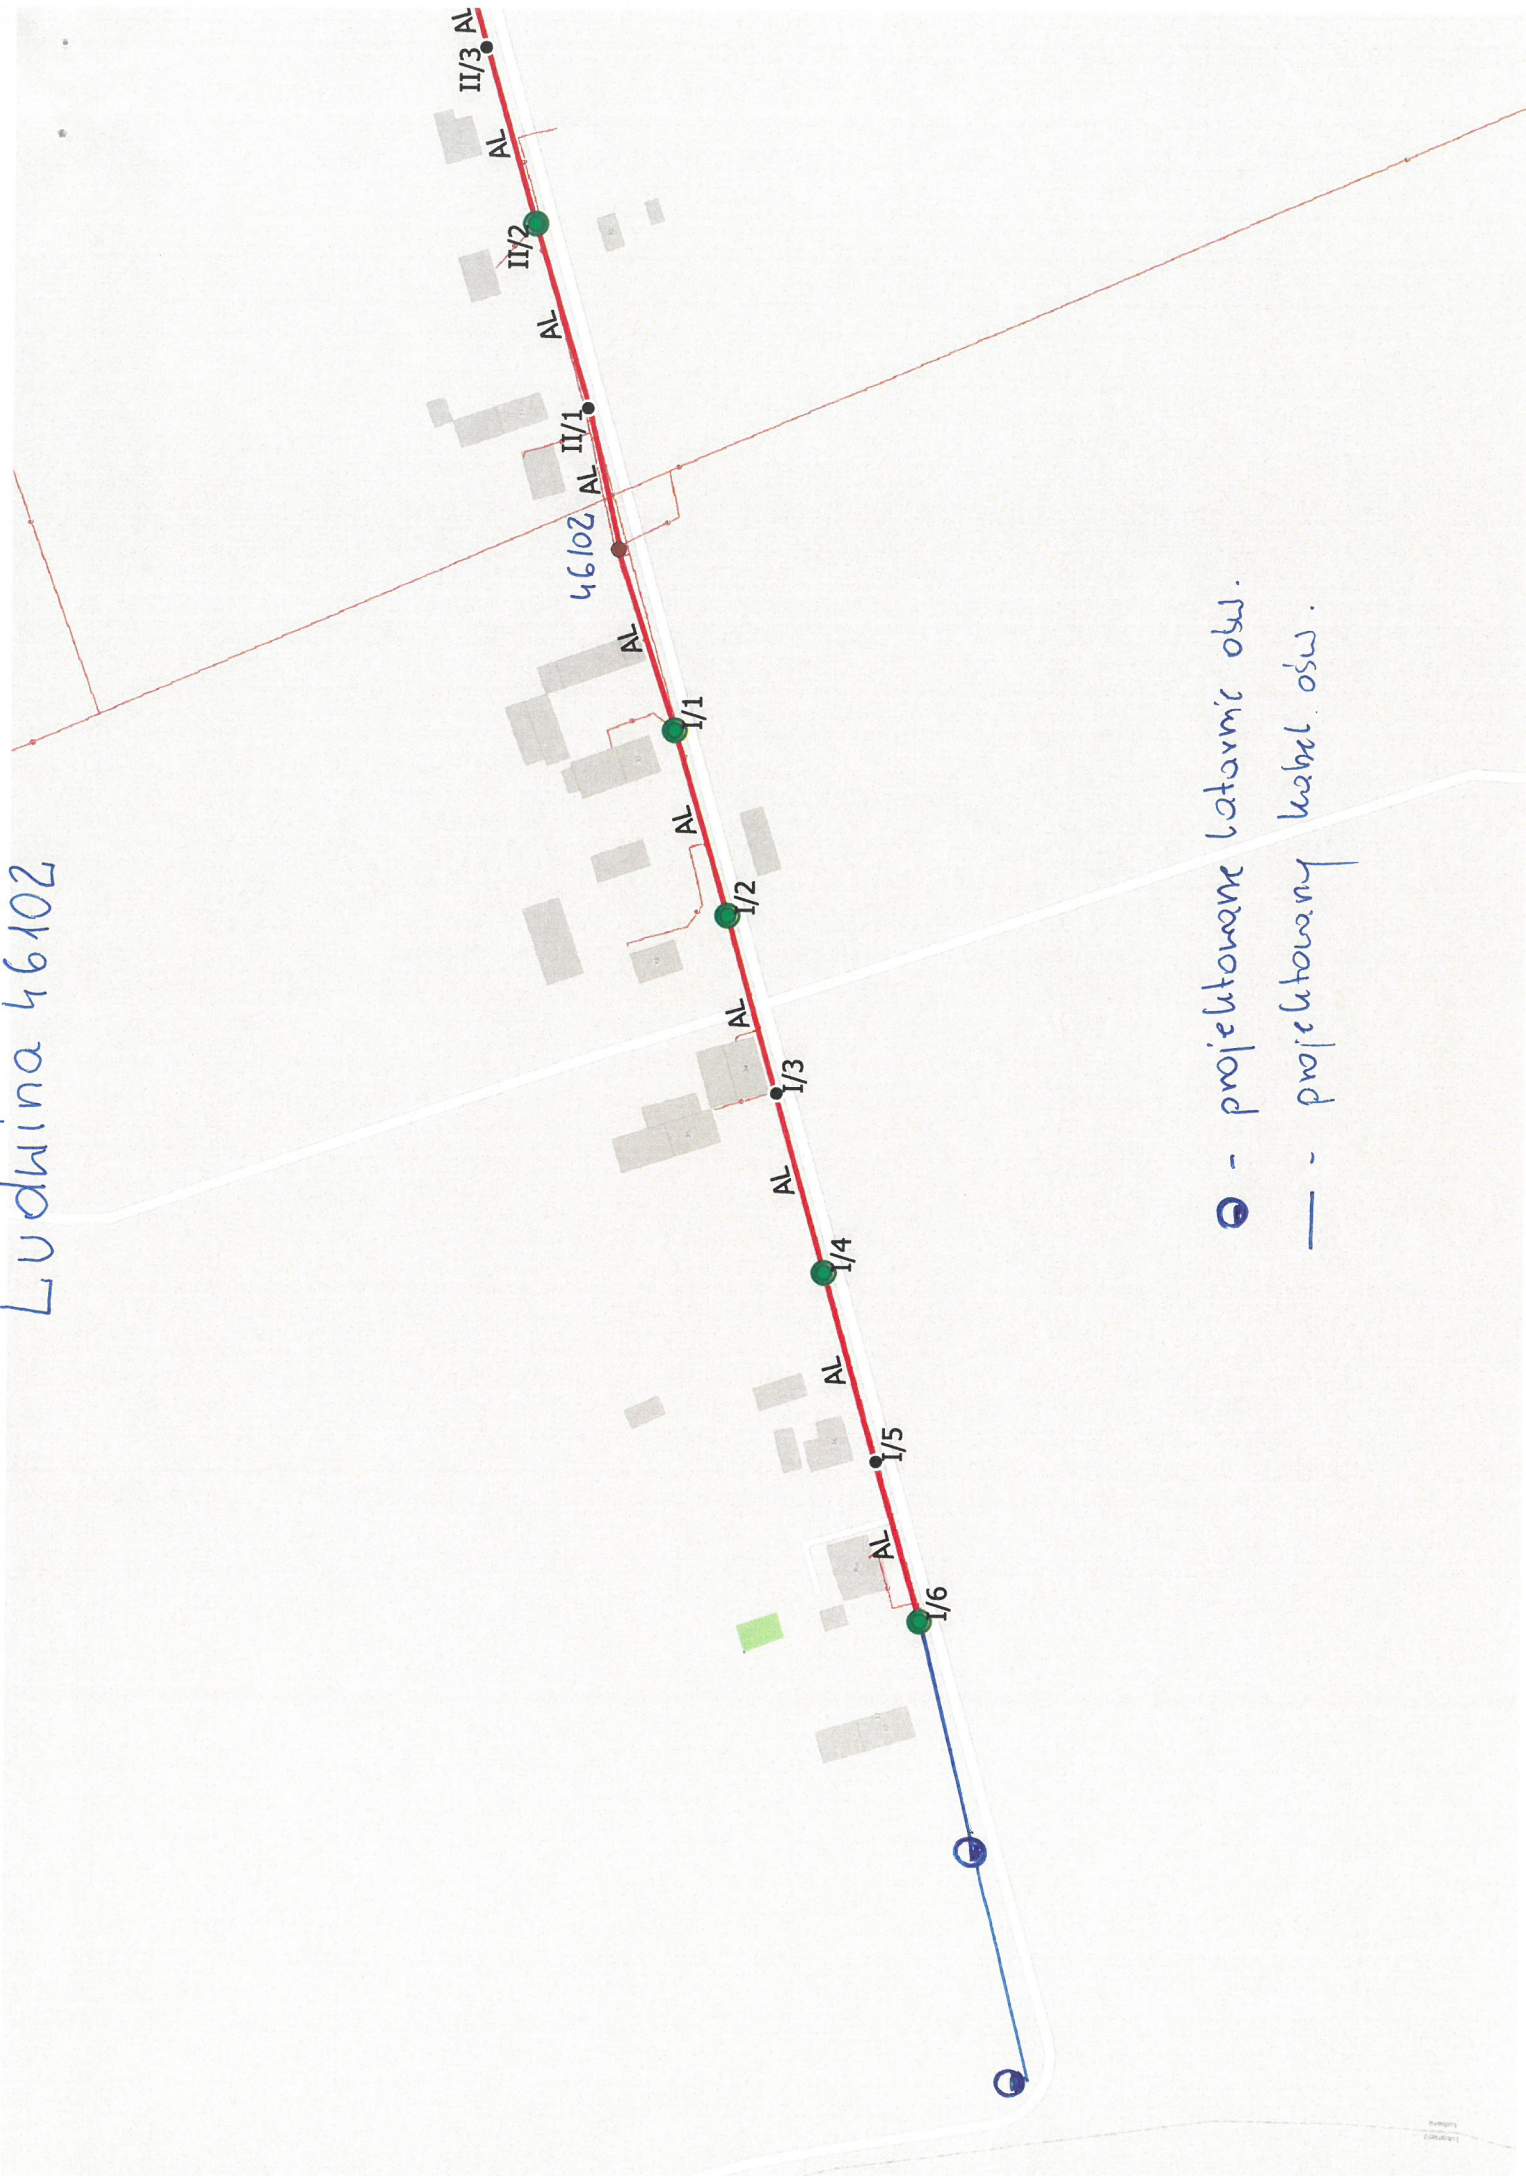 Ludwina 46102
AL
II/3
AL
II/2
AL
II/1
AL
46102
AL
I/1
AL
I/2
AL
I/3
AL
I/4
AL
I/5
AL
I/6
- projektowane latarnie ośw.
- projektowany kabel ośw.